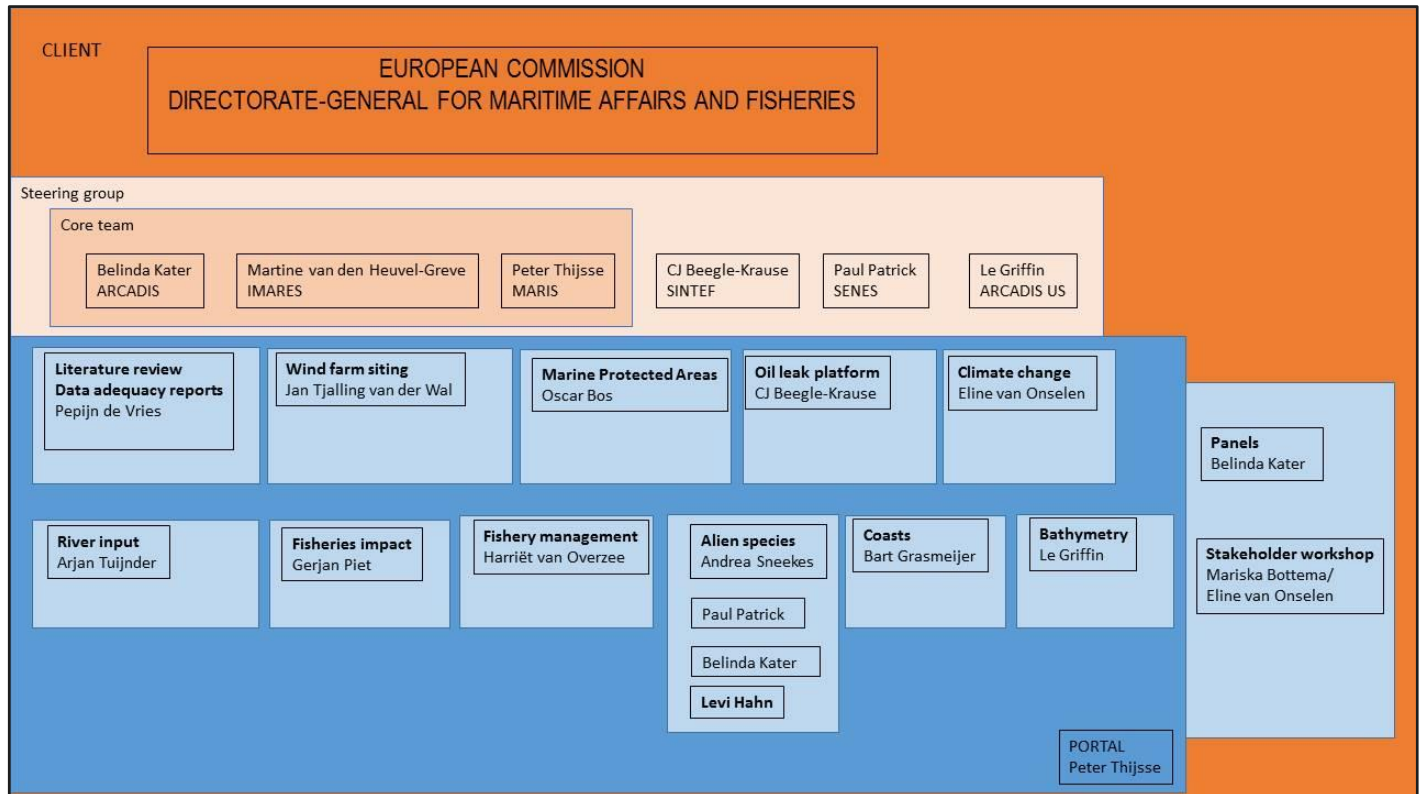 CLIENT
EUROPEAN COMMISSION
DIRECTORATE-GENERAL FOR MARITIME AFFAIRS AND FISHERIES
Steering group
Core team
Belinda Kater
ARCADIS
Martine van den Heuvel-Greve
IMARES
Peter Thijsse
MARIS
CJ Beegle-Krause
SINTEF
Paul Patrick
SENES
Le Griffin
ARCADIS US
Literature review
Data adequacy reports
Pepijn de Vries
Wind farm siting
Jan Tjalling van der Wal
Marine Protected Areas
Oscar Bos
Oil leak platform
CJ Beegle-Krause
Climate change
Eline van Onselen
Panels
Belinda Kater
River input
Arjan Tuijnder
Fisheries impact
Gerjan Piet
Fishery management
Harriët van Overzee
Alien species
Andrea Sneekes
Paul Patrick
Belinda Kater
Levi Hahn
Coasts
Bart Grasmeijer
Bathymetry
Le Griffin
Stakeholder workshop
Mariska Bottema/
Eline van Onselen
PORTAL
Peter Thijsse